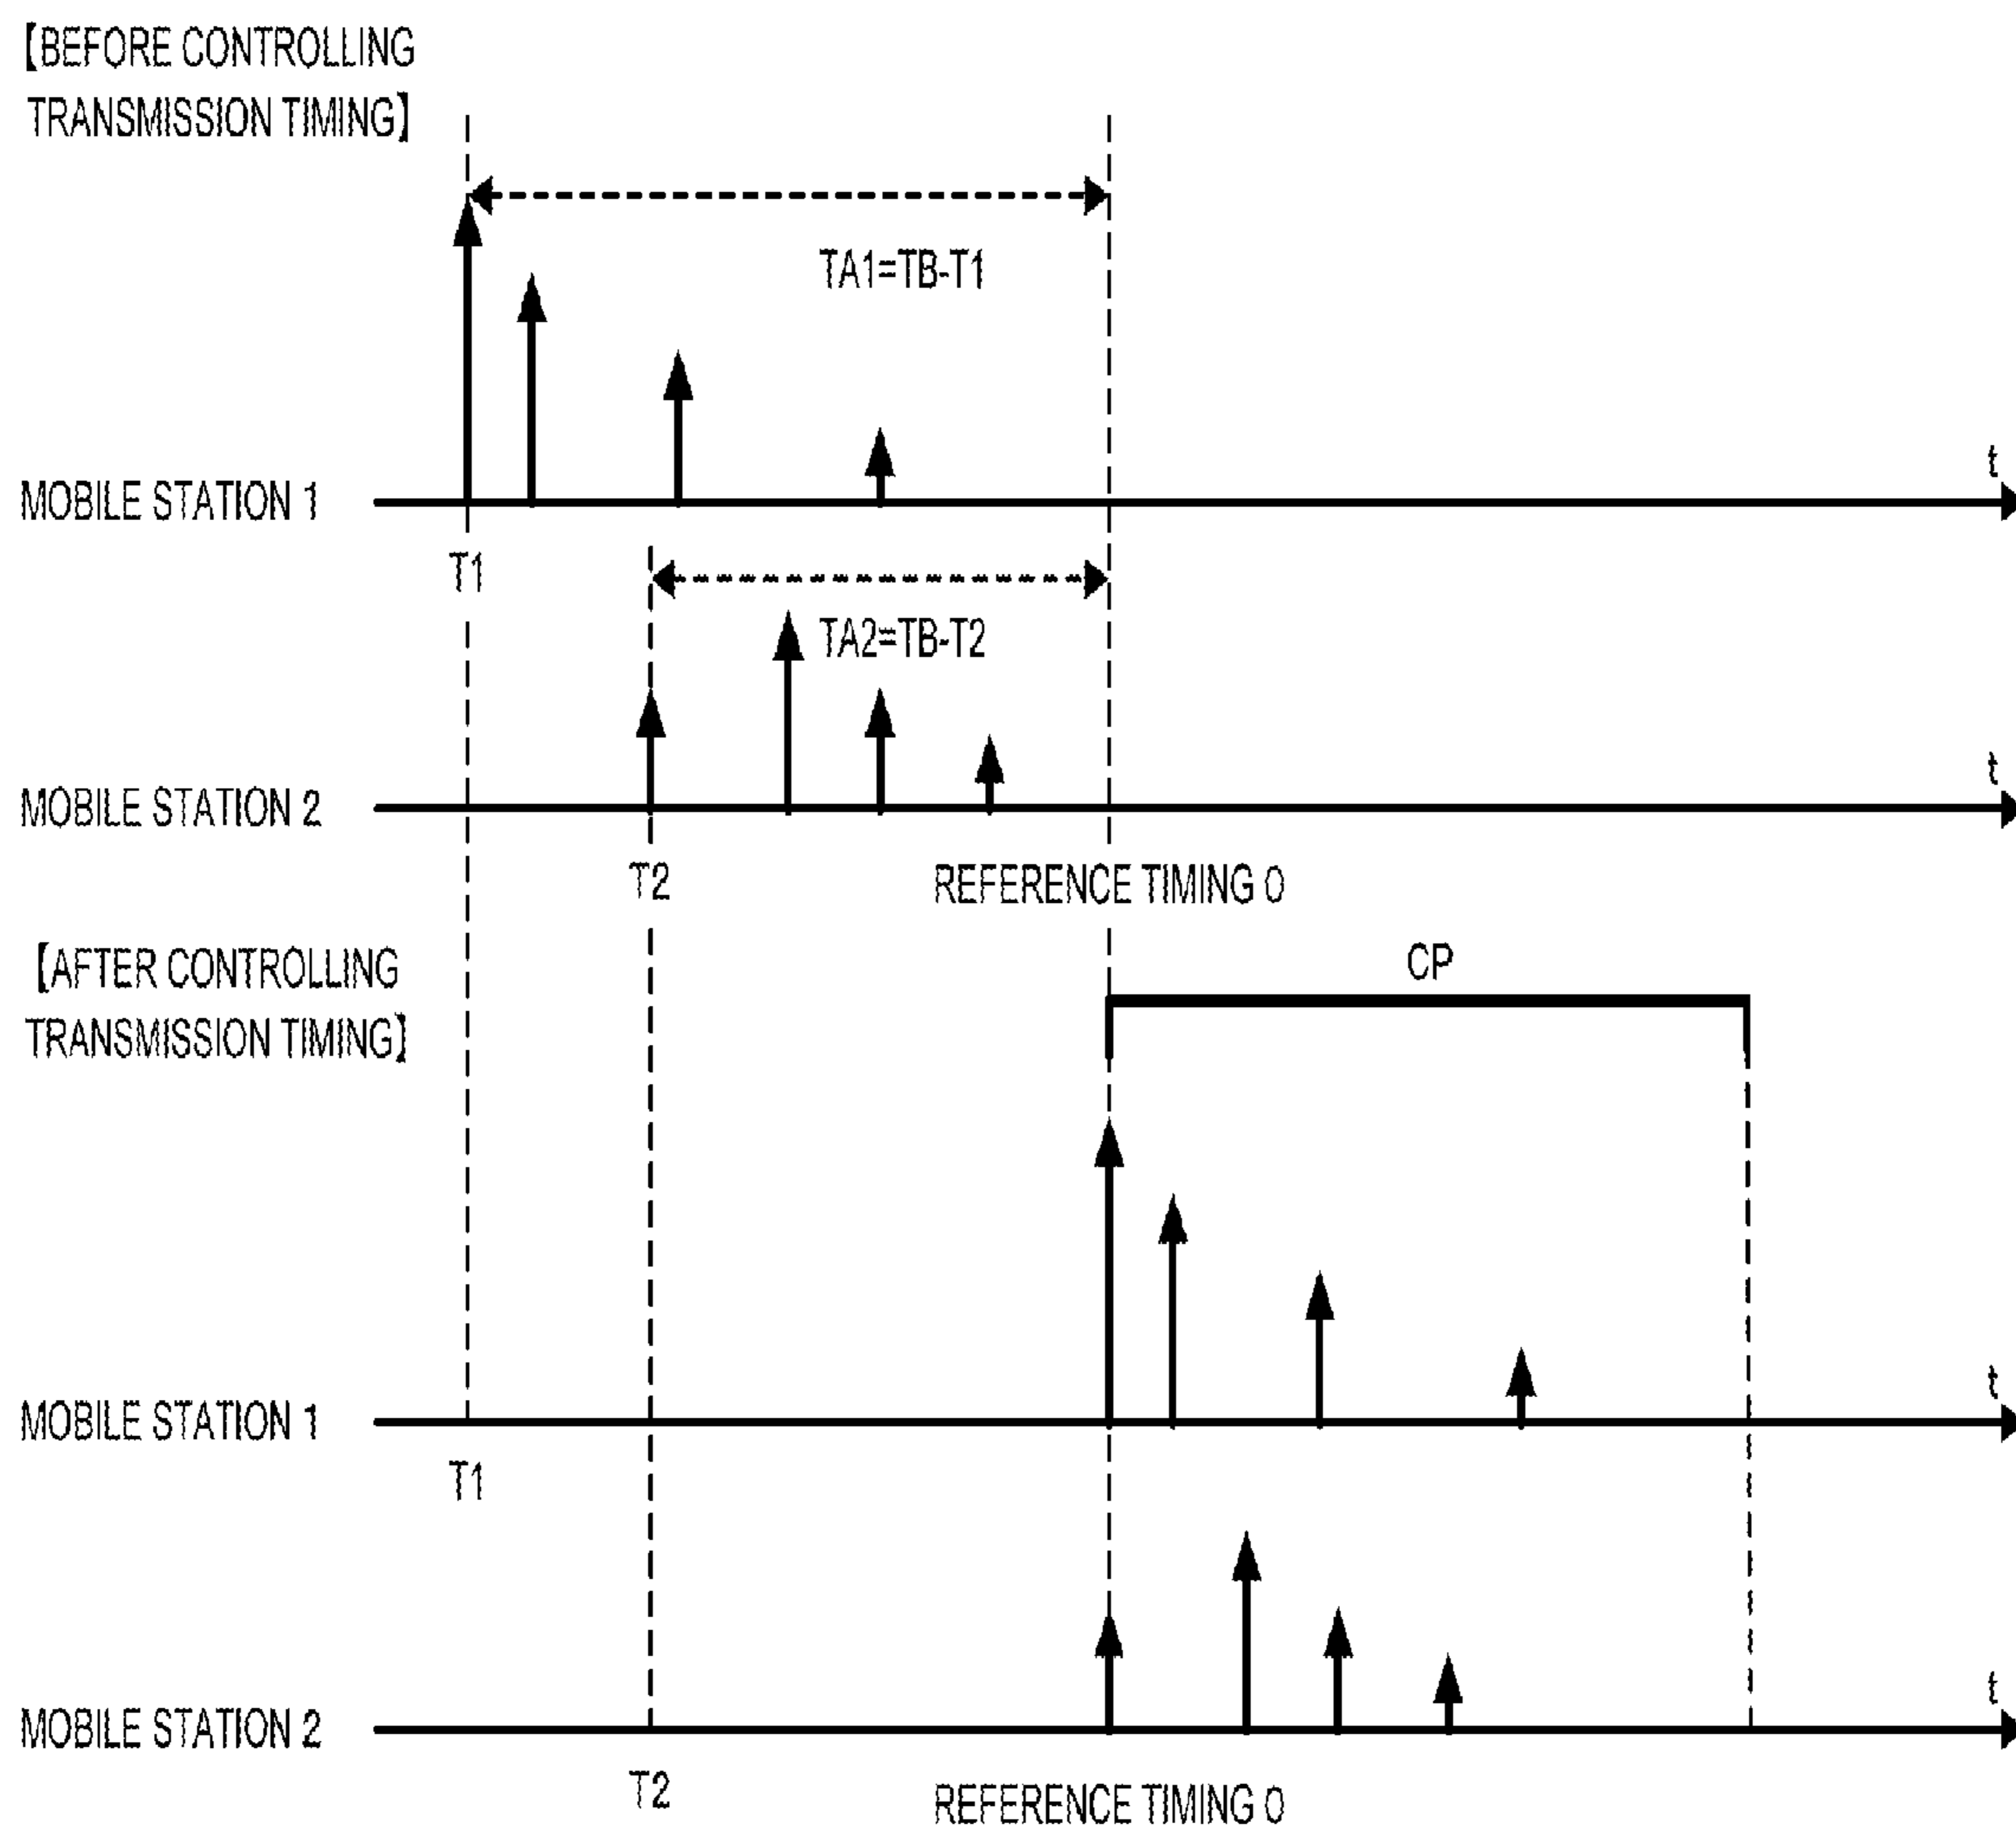 【BEFORE CONTROLLING
TRANSMISSION TIMING】
TA1=TB-T1
t
MOBILE STATION 1
T1
TA2=TB-T2
t
MOBILE STATION 2
T2
REFERENCE TIMING 0
【AFTER CONTROLLING
TRANSMISSION TIMING】
CP
t
MOBILE STATION 1
T1
t
MOBILE STATION 2
T2
REFERENCE TIMING 0